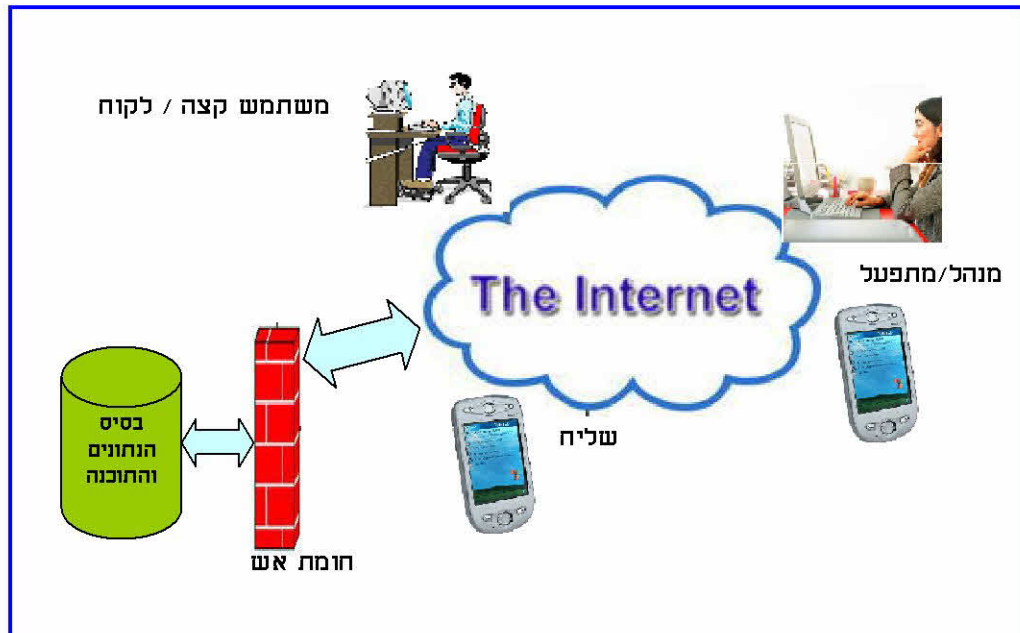 משתמש קצה / לקוח
מנהל/מתפעל
The Internet
שליח
בסיס
הנתונים
והתוכנה
חומת אש